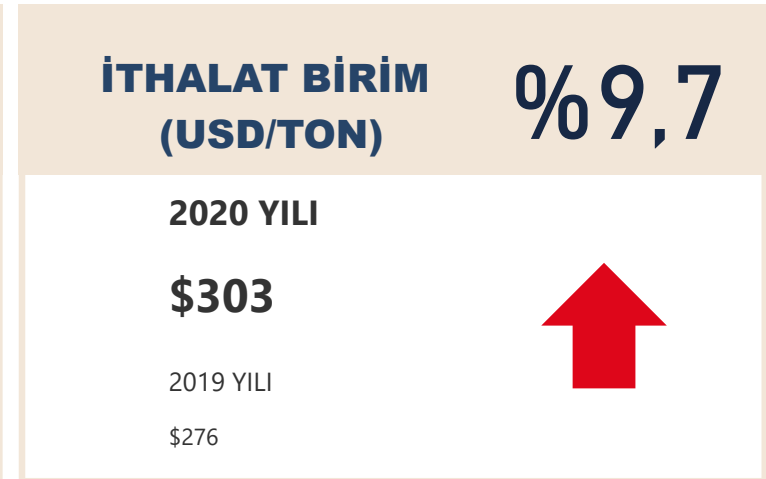 İTHALAT BİRİM
(USD/TON)
%9,7
2020 YILI
$303
2019 YILI
$276